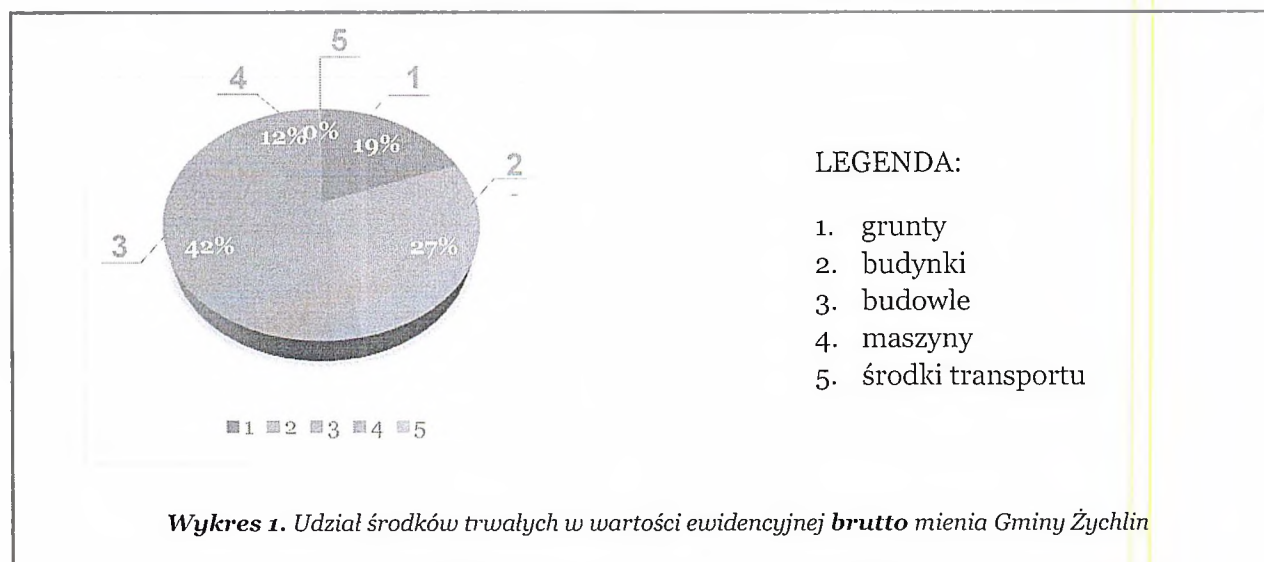 5
4
1
12%
0%
19%
2
3
42%
27%
1 2 3 4 5
LEGENDA:
1. grunty
2. budynki
3. budowle
4. maszyny
5. środki transportu
Wykres 1. Udział środków trwałych w wartości ewidencyjnej brutto mienia Gminy Żychlin